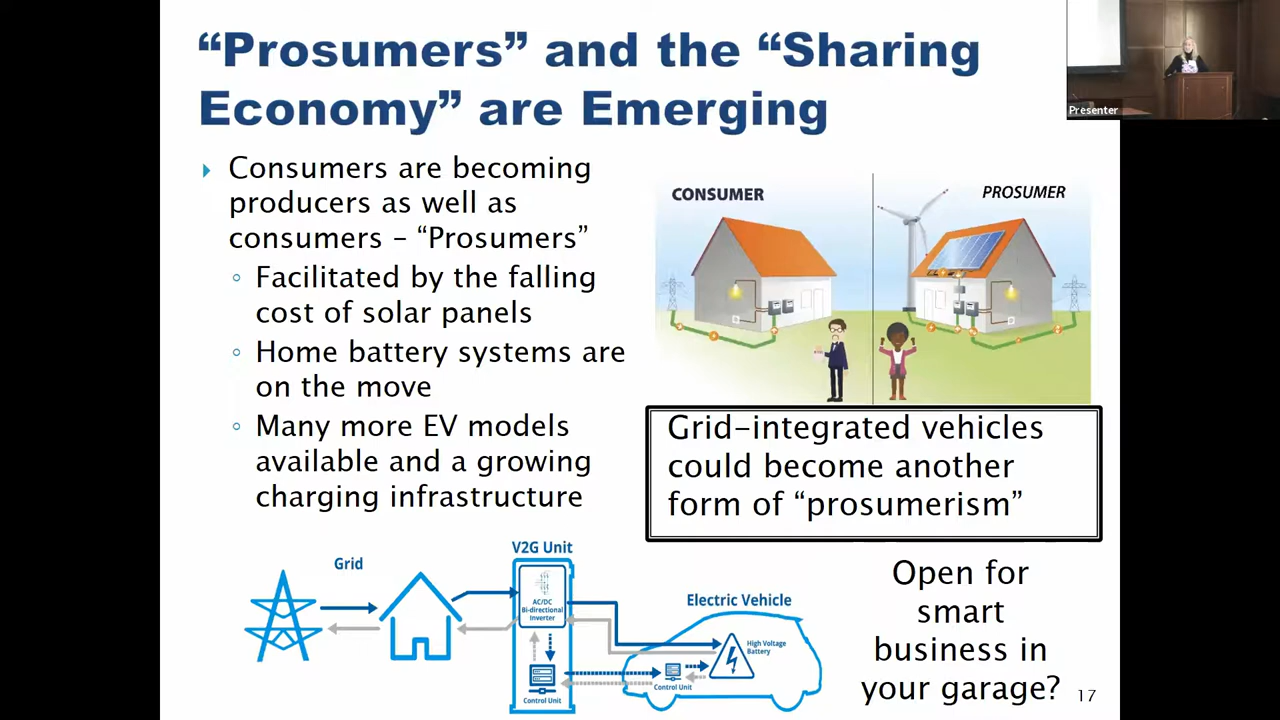 “Prosumers” and the “Sharing
Economy” are Emerging
Presenter
Consumers are becoming
producers as well as
consumers – “Prosumers”
Facilitated by the falling
cost of solar panels
Home battery systems are
on the move
Many more EV models
available and a growing
charging infrastructure
CONSUMER
PROSUMER
Grid-integrated vehicles
could become another
form of “prosumerism”
Grid
V2G Unit
AC/DC
Bi-directional
Inverter
Control Unit
Electric Vehicle
High Voltage
Battery
Control Unit
Open for
smart
business in
your garage?
17